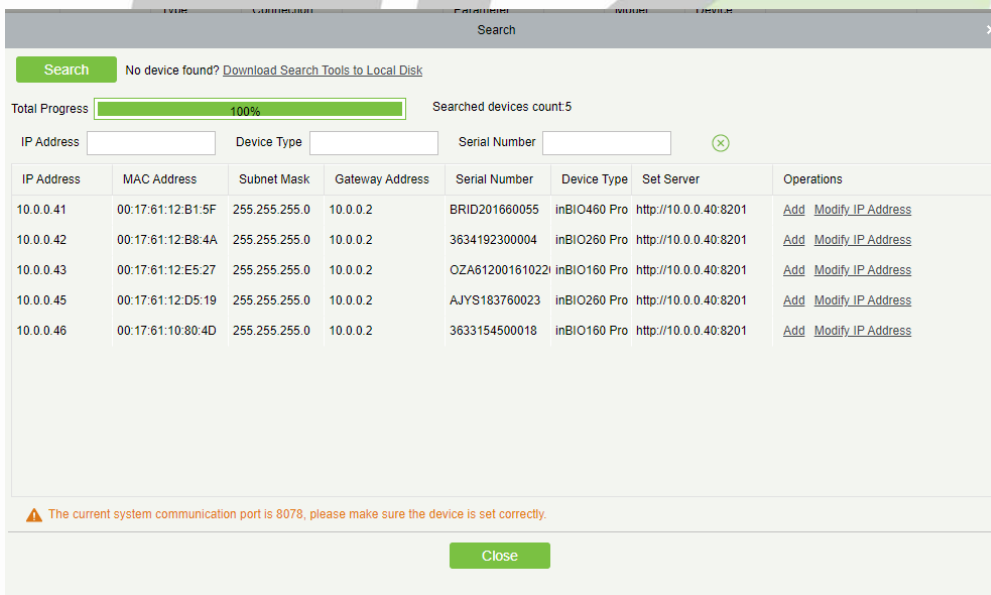 Type Connection Parameter Model Device
Search
Search No device found? Download Search Tools to Local Disk
Total Progress 100% Searched devices count:5
IP Address Device Type Serial Number
IP Address MAC Address Subnet Mask Gateway Address Serial Number Device Type Set Server Operations
10.0.0.41 00:17:61:12:B1:5F 255.255.255.0 10.0.0.2 BRID201660055 inBIO460 Pro http://10.0.0.40:8201 Add Modify IP Address
10.0.0.42 00:17:61:12:B8:4A 255.255.255.0 10.0.0.2 3634192300004 inBIO260 Pro http://10.0.0.40:8201 Add Modify IP Address
10.0.0.43 00:17:61:12:E5:27 255.255.255.0 10.0.0.2 OZA61200161022 inBIO160 Pro http://10.0.0.40:8201 Add Modify IP Address
10.0.0.45 00:17:61:12:D5:19 255.255.255.0 10.0.0.2 AJYS183760023 inBIO260 Pro http://10.0.0.40:8201 Add Modify IP Address
10.0.0.46 00:17:61:10:80:4D 255.255.255.0 10.0.0.2 3633154500018 inBIO160 Pro http://10.0.0.40:8201 Add Modify IP Address
The current system communication port is 8078, please make sure the device is set correctly.
Close